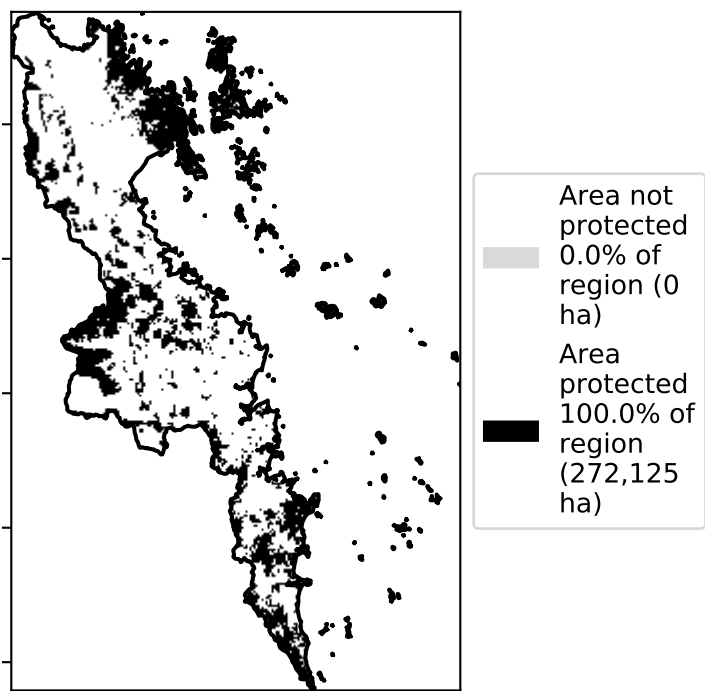 Area not
protected
0.0% of
region (0
ha)
Area
protected
100.0% of
region
(272,125
ha)